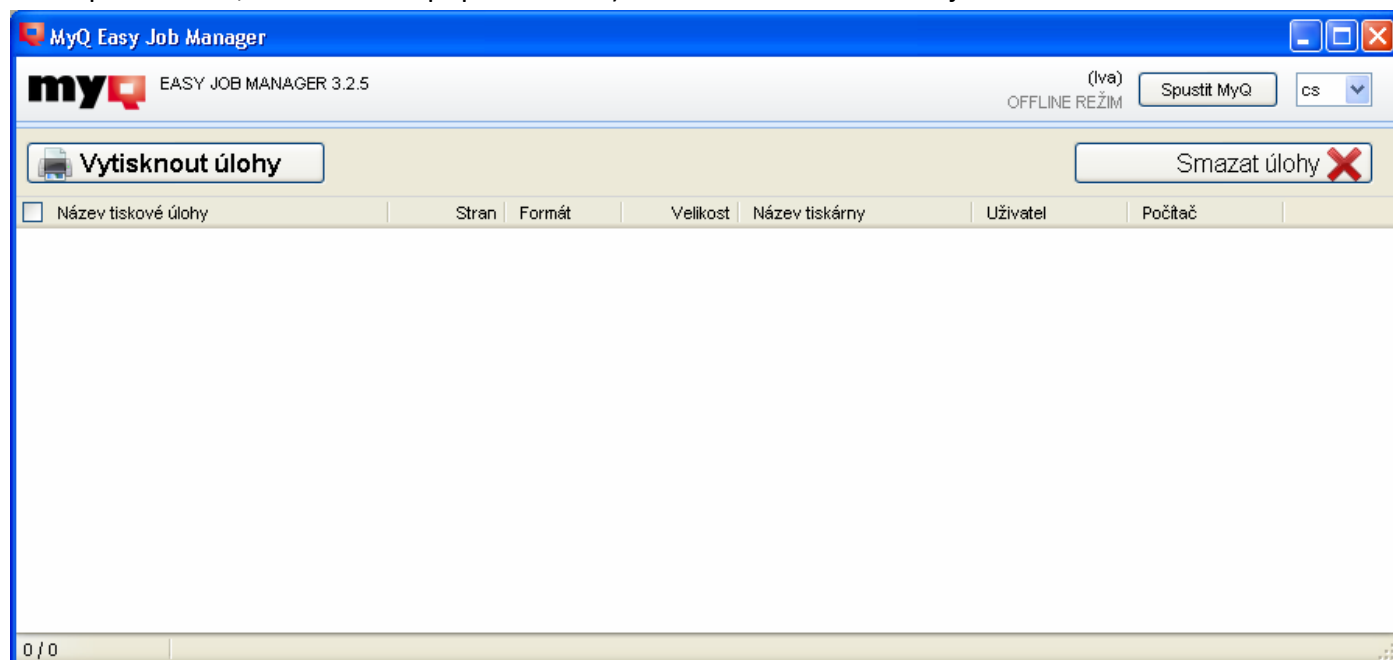 MyQ Easy Job Manager
myQ EASY JOB MANAGER 3.2.5
(Iva)
OFFLINE REŽIM
Spustit MyQ
cs
Vytisknout úlohy
Smazat úlohy
Název tiskové úlohy Stran Formát Velikost Název tiskárny Uživatel Počítač
0 / 0